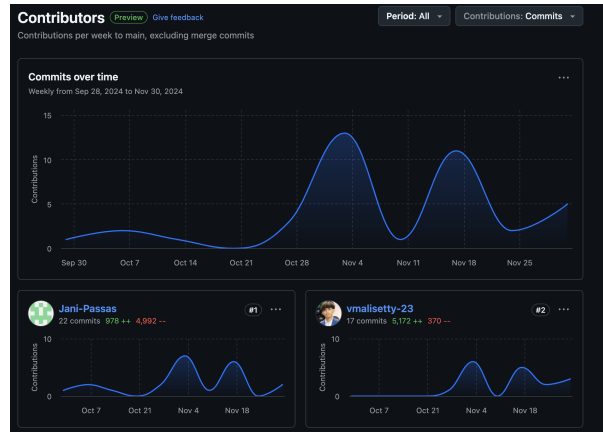 Contributors Preview Give feedback
Period: All
Contributions: Commits
Contributions per week to main, excluding merge commits
Commits over time
Weekly from Sep 28, 2024 to Nov 30, 2024
15
10
5
0
Contributions
Sep 30 Oct 7 Oct 14 Oct 21 Oct 28 Nov 4 Nov 11 Nov 18 Nov 25
Jani-Passas
#1
22 commits 978 ++ 4,992 --
10
0
Contributions
Oct 7 Oct 21 Nov 4 Nov 18
vmalisetty-23
#2
17 commits 5,172 ++ 370 --
10
0
Contributions
Oct 7 Oct 21 Nov 4 Nov 18